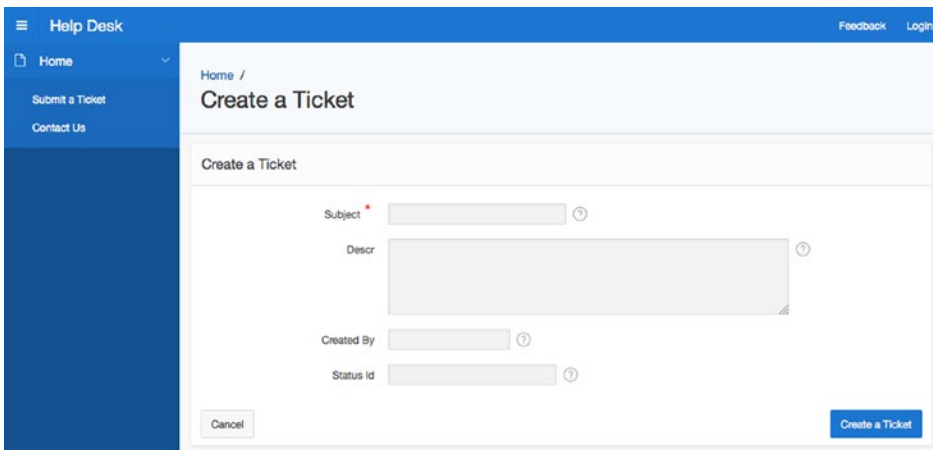 Help Desk
Feedback Login
Home
Submit a Ticket
Contact Us
Home /
Create a Ticket
Create a Ticket
Subject *
?
Descr
?
Created By
?
Status Id
?
Cancel
Create a Ticket